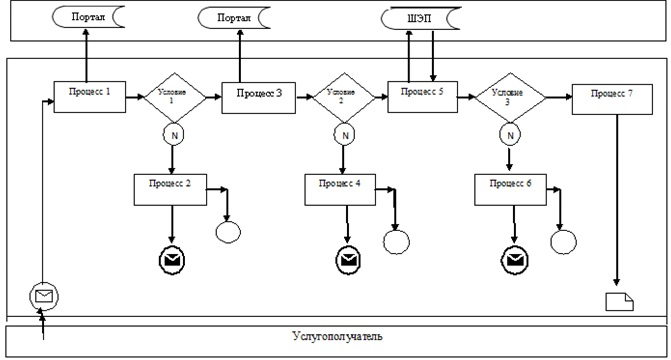 Портал
Портал
ШЭП
Процесс 1
Условие
1
Процесс 3
Условие
2
Процесс 5
Условие
3
Процесс 7
N
N
N
Процесс 2
Процесс 4
Процесс 6
Услугополучатель